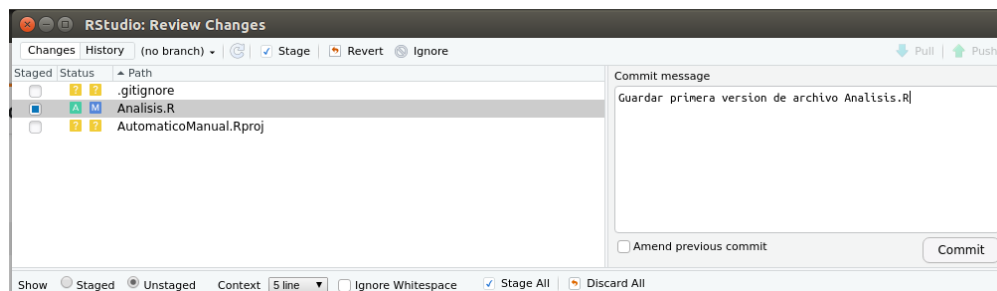 RStudio: Review Changes
Changes History (no branch) Stage Revert Ignore Pull Push
Staged Status Path
Commit message
? ? .gitignore
A M Analisis.R
? ? AutomaticoManual.Rproj
Guardar primera version de archivo Analisis.R
Amend previous commit
Commit
Show Staged Unstaged Context 5 line Ignore Whitespace Stage All Discard All